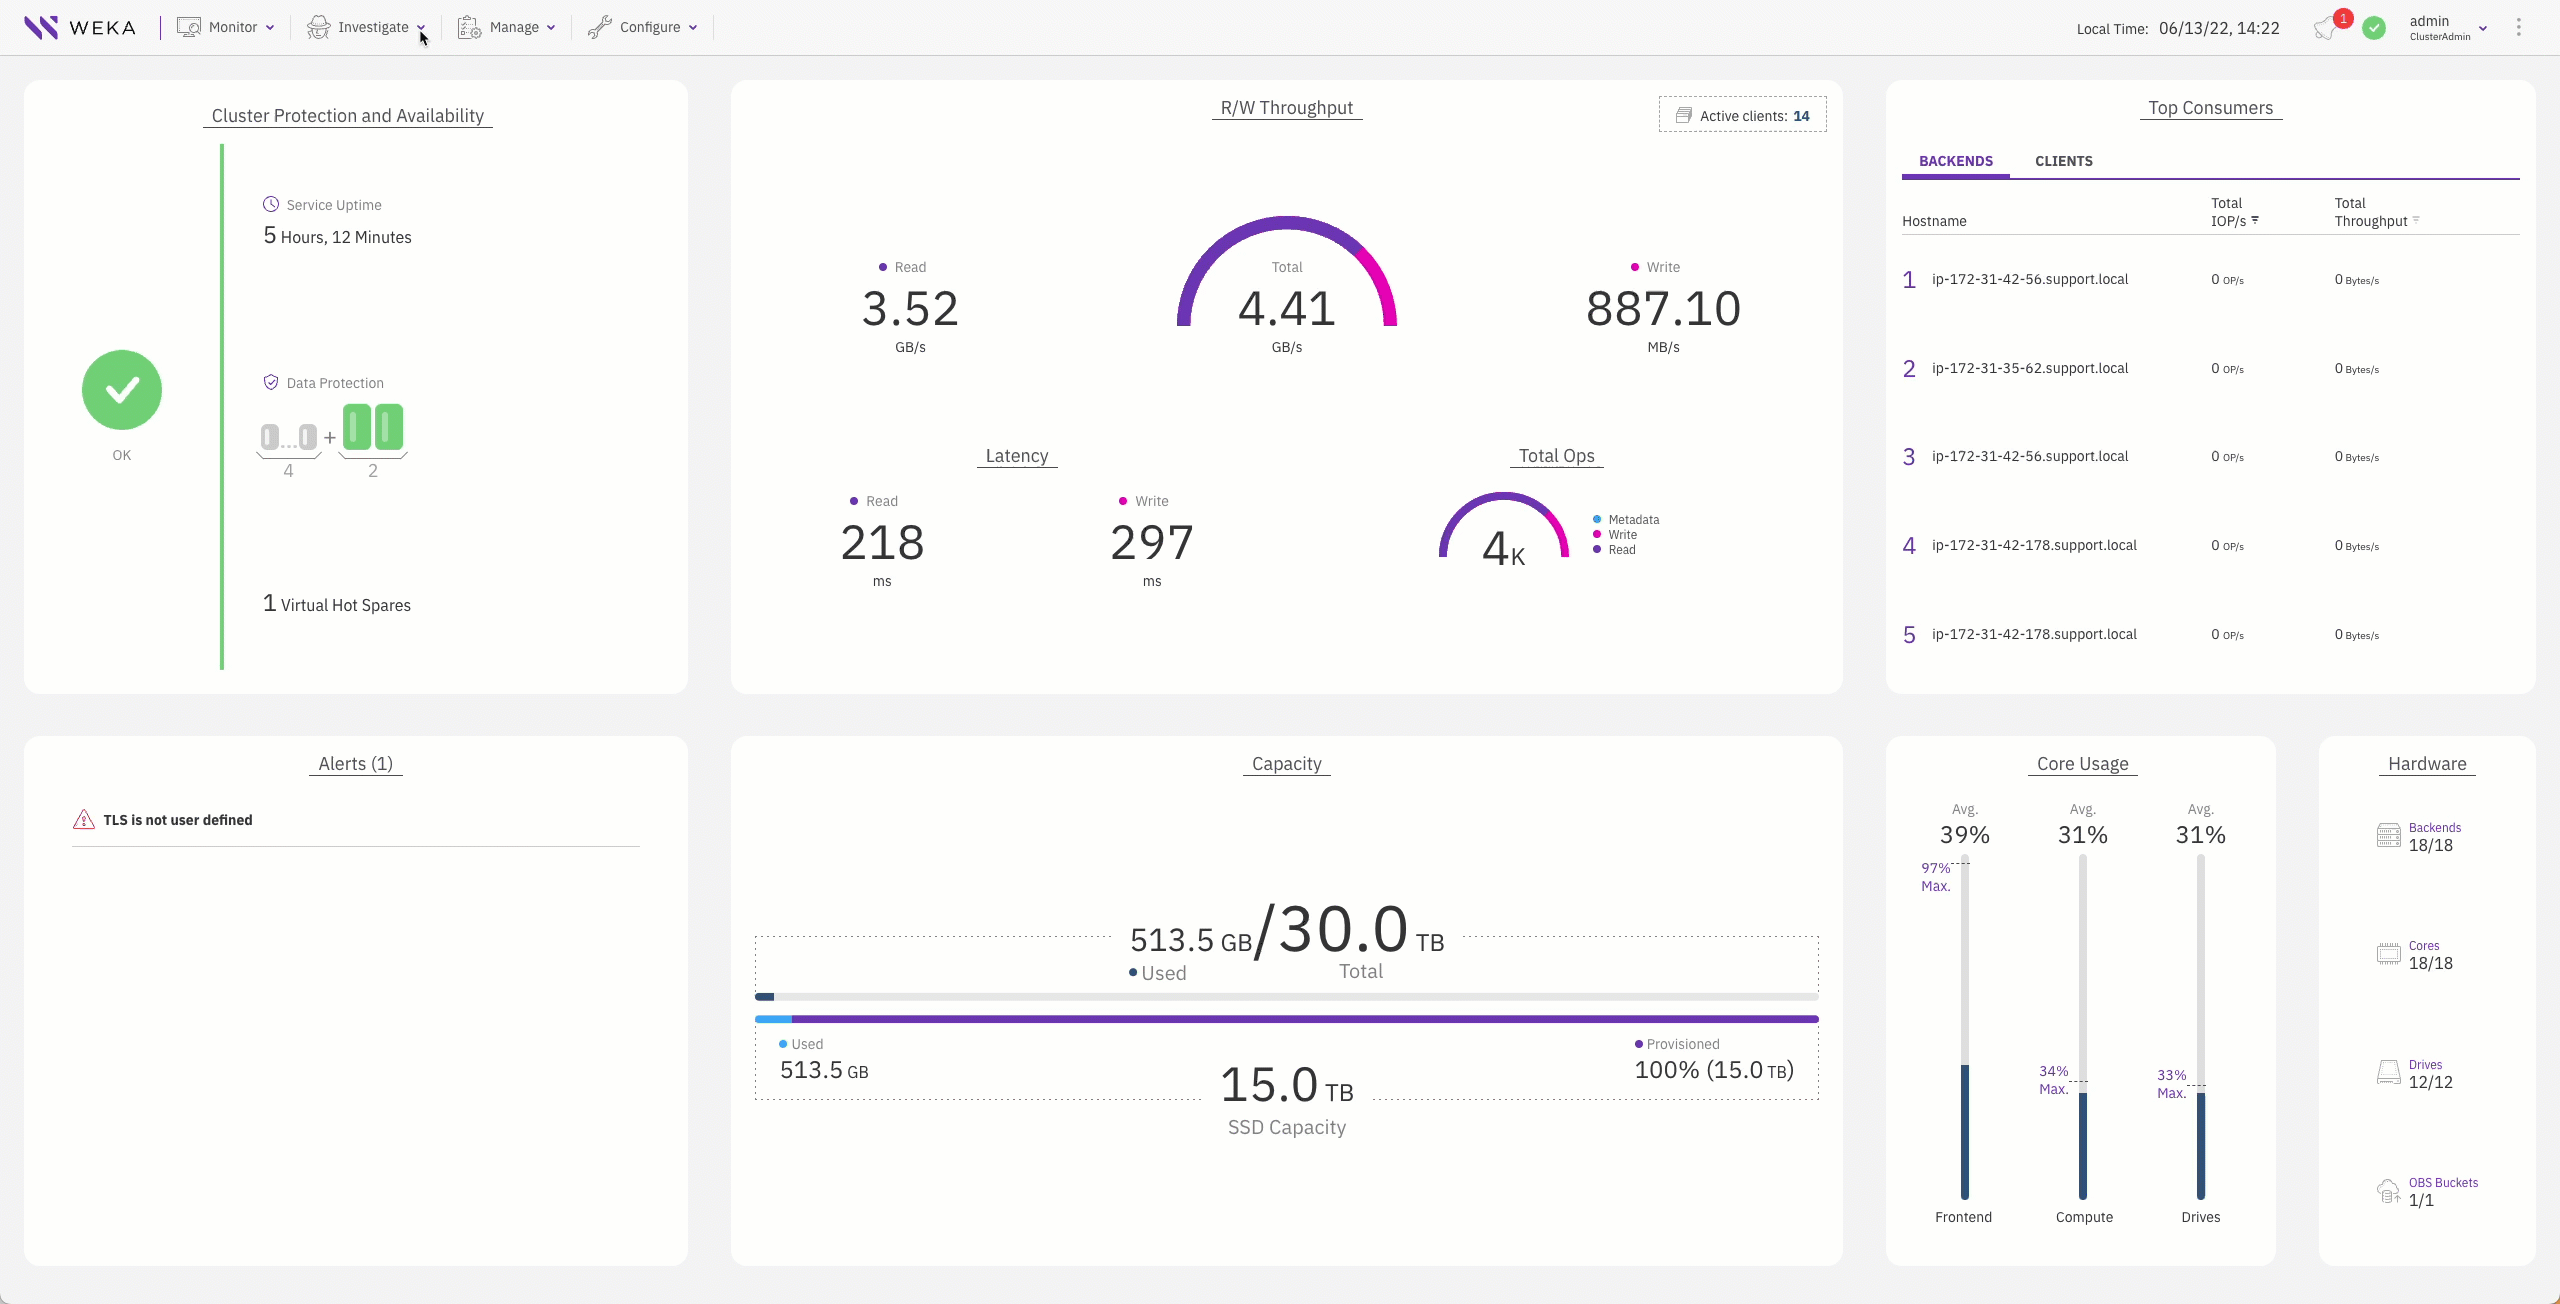 WEKA
Monitor
Investigate
Manage
Configure
Local Time: 06/13/22, 14:22
1
admin
ClusterAdmin
Cluster Protection and Availability
Service Uptime
5 Hours, 12 Minutes
OK
Data Protection
+
4
2
1 Virtual Hot Spares
R/W Throughput
Active clients: 14
Read
3.52
GB/s
Total
4.41
GB/s
Write
887.10
MB/s
Latency
Read
218
ms
Write
297
ms
Total Ops
4K
Metadata
Write
Read
Top Consumers
BACKENDS
CLIENTS
Hostname
Total
IOP/s
Total
Throughput
1 ip-172-31-42-56.support.local 0 OP/s 0 Bytes/s
2 ip-172-31-35-62.support.local 0 OP/s 0 Bytes/s
3 ip-172-31-42-56.support.local 0 OP/s 0 Bytes/s
4 ip-172-31-42-178.support.local 0 OP/s 0 Bytes/s
5 ip-172-31-42-178.support.local 0 OP/s 0 Bytes/s
Alerts (1)
TLS is not user defined
Capacity
513.5 GB/30.0 TB
Used
Total
Used
513.5 GB
Provisioned
100% (15.0 TB)
15.0 TB
SSD Capacity
Core Usage
Avg.
39%
97%
Max.
Frontend
Avg.
31%
34%
Max.
Compute
Avg.
31%
33%
Max.
Drives
Hardware
Backends
18/18
Cores
18/18
Drives
12/12
OBS Buckets
1/1